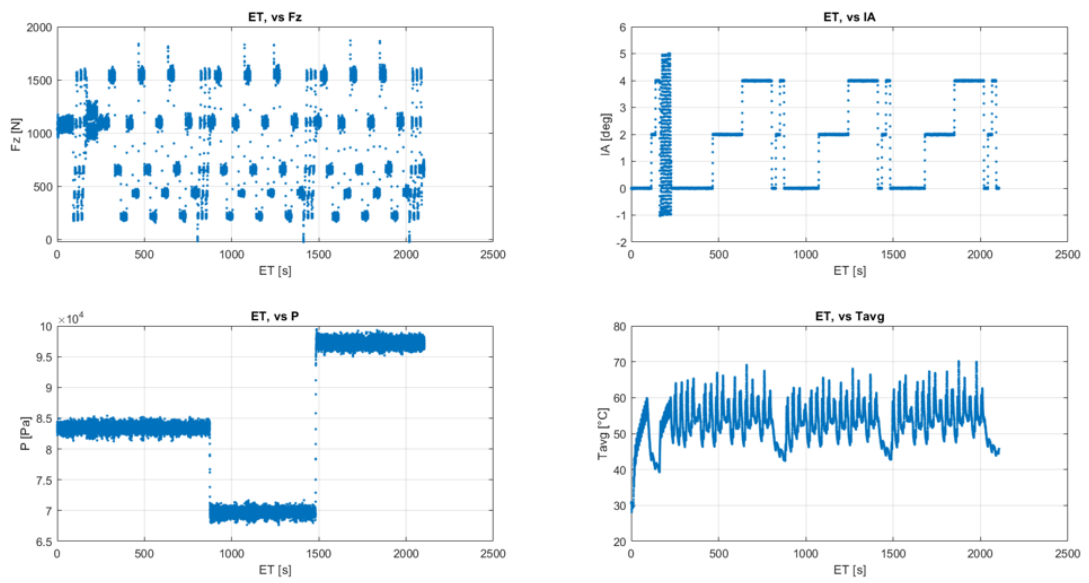 ET, vs Fz
Fz [N]
2000
1500
1000
500
0
0 500 1000 1500 2000 2500
ET [s]
ET, vs IA
IA [deg]
6
5
4
3
2
1
0
-1
-2
0 500 1000 1500 2000 2500
ET [s]
ET, vs P
×10⁴
P [Pa]
10
9.5
9
8.5
8
7.5
7
6.5
0 500 1000 1500 2000 2500
ET [s]
ET, vs Tavg
Tavg [°C]
80
70
60
50
40
30
20
0 500 1000 1500 2000 2500
ET [s]